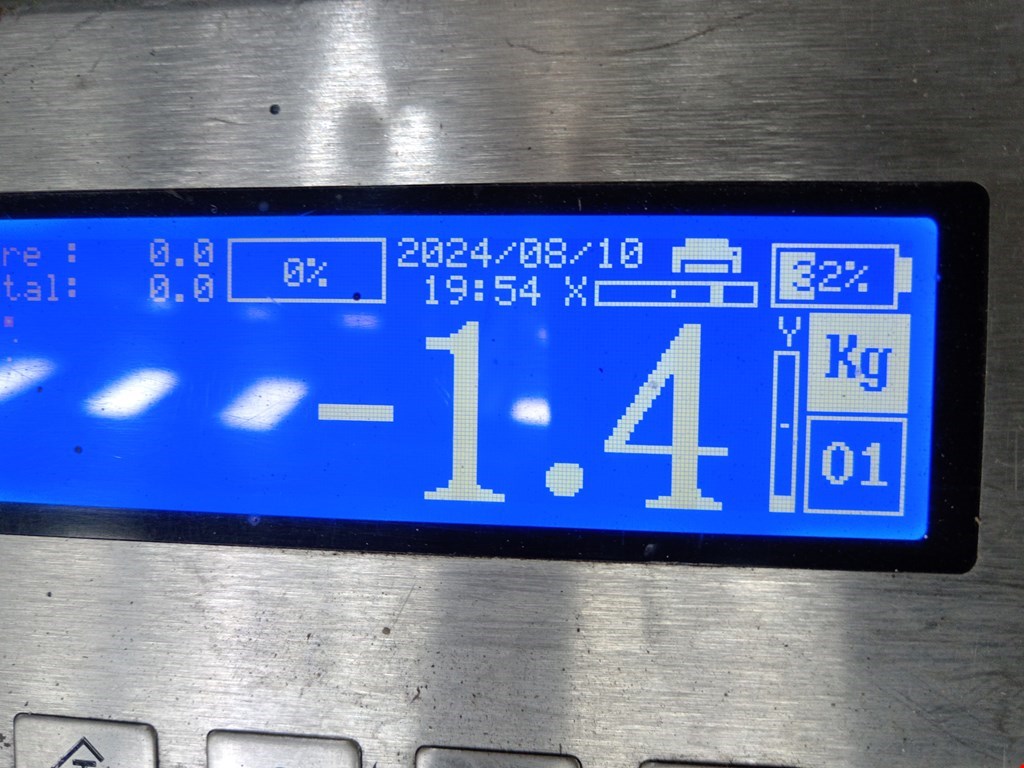 re : 0.0 0% 2024/08/10 32%
tal: 0.0 19:54 X
Y Kg
-1.4
01